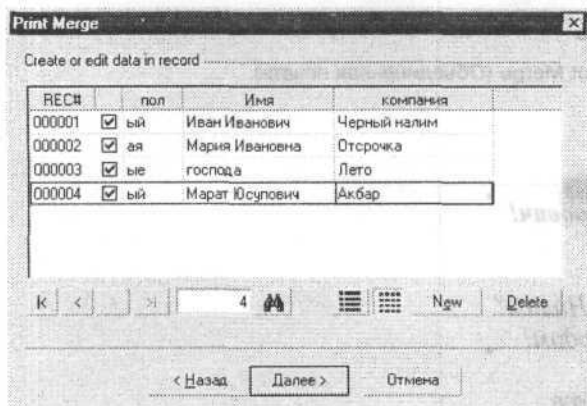 Print Merge
Create or edit data in record
REC# пол Имя компания
000001 ый Иван Иванович Черный налим
000002 ая Мария Ивановна Отсрочка
000003 ые господа Лето
000004 ый Марат Юсупович Акбар
4 New Delete
< Назад Далее > Отмена